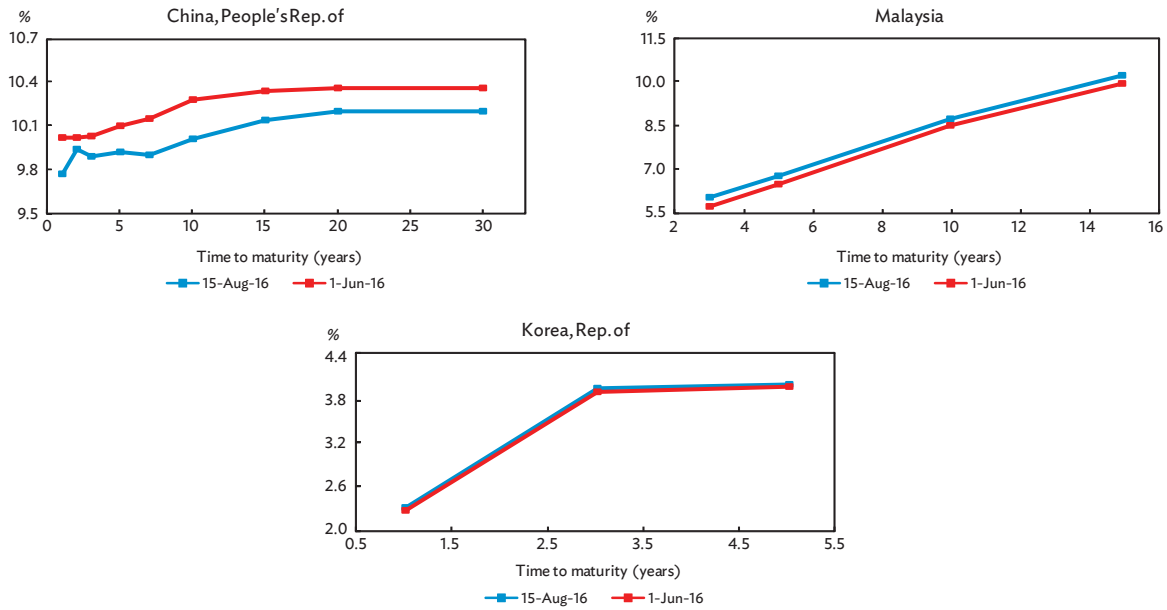 China, People's Rep. of
%
10.7
10.4
10.1
9.8
9.5
0 5 10 15 20 25 30
Time to maturity (years)
15-Aug-16 1-Jun-16
Malaysia
%
11.5
10.0
8.5
7.0
5.5
2 4 6 8 10 12 14 16
Time to maturity (years)
15-Aug-16 1-Jun-16
Korea, Rep. of
%
4.4
3.8
3.2
2.6
2.0
0.5 1.5 2.5 3.5 4.5 5.5
Time to maturity (years)
15-Aug-16 1-Jun-16